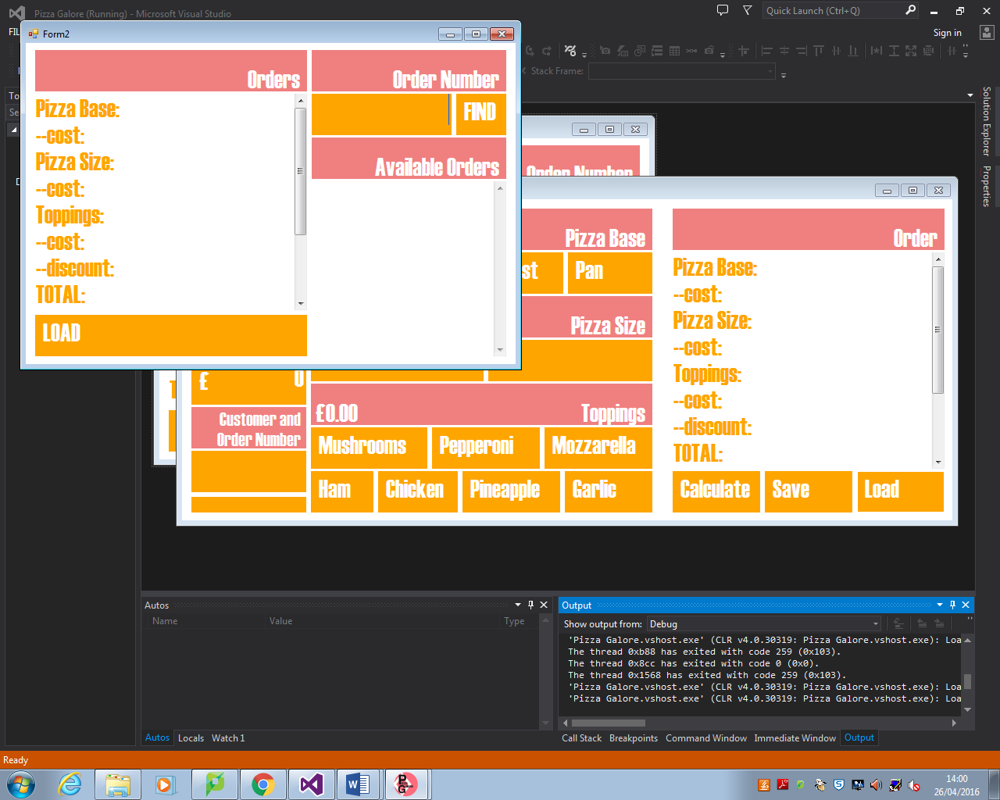 Pizza Galore (Running) - Microsoft Visual Studio
Quick Launch (Ctrl+Q)
FIL
Sign in
Form2
Stack Frame:
To
Se
Solution Explorer
Properties
Orders
Pizza Base:
--cost:
Pizza Size:
--cost:
Toppings:
--cost:
--discount:
TOTAL:
LOAD
Order Number
FIND
Available Orders
Order Number
Pizza Base
st
Pan
Pizza Size
£
0
Customer and
Order Number
£0.00
Toppings
Mushrooms
Pepperoni
Mozzarella
Ham
Chicken
Pineapple
Garlic
Order
Pizza Base:
--cost:
Pizza Size:
--cost:
Toppings:
--cost:
--discount:
TOTAL:
Calculate
Save
Load
Autos
Name
Value
Type
Autos
Locals
Watch 1
Output
Show output from:
Debug
'Pizza Galore.vshost.exe' (CLR v4.0.30319: Pizza Galore.vshost.exe): Loa
The thread 0xb88 has exited with code 259 (0x103).
The thread 0x8cc has exited with code 0 (0x0).
The thread 0x1568 has exited with code 259 (0x103).
'Pizza Galore.vshost.exe' (CLR v4.0.30319: Pizza Galore.vshost.exe): Loa
'Pizza Galore.vshost.exe' (CLR v4.0.30319: Pizza Galore.vshost.exe): Loa
Call Stack
Breakpoints
Command Window
Immediate Window
Output
Ready
14:00
26/04/2016